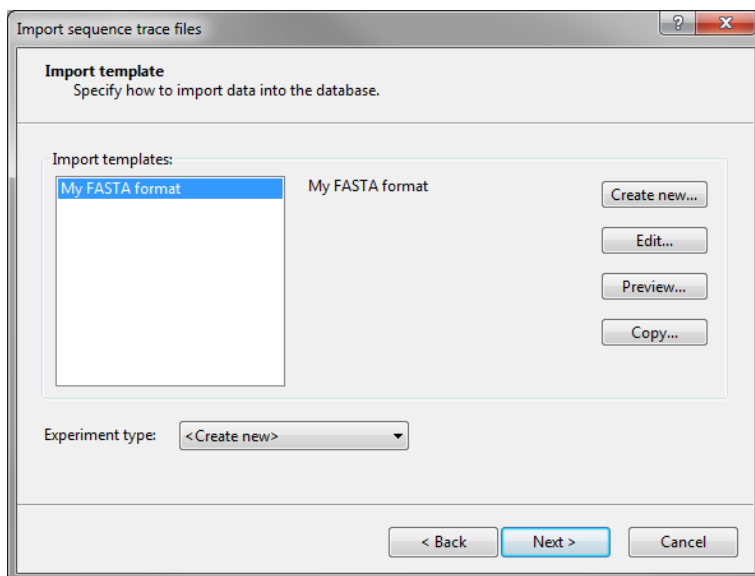 Import sequence trace files
?
Import template
Specify how to import data into the database.
Import templates:
My FASTA format
My FASTA format
Create new...
Edit...
Preview...
Copy...
Experiment type:
<Create new>
< Back
Next >
Cancel